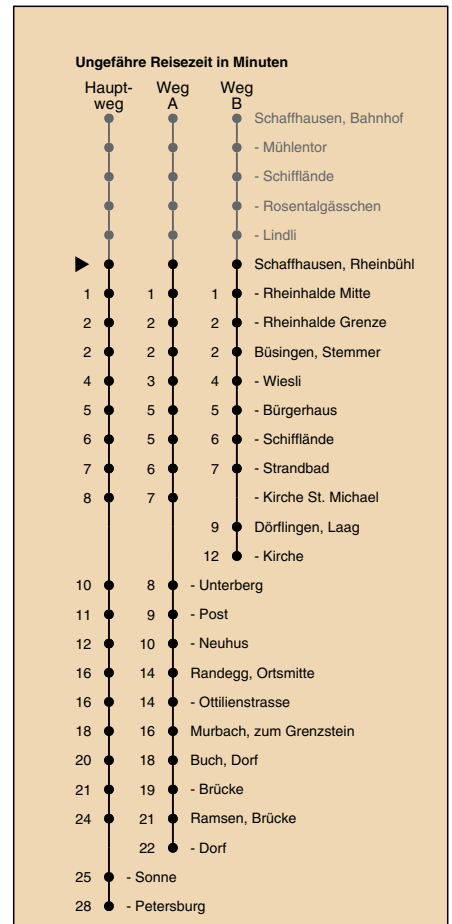 Ungefähre Reisezeit in Minuten
Haupt- Weg Weg
weg A B
Schaffhausen, Bahnhof
- Mühlentor
- Schifflände
- Rosentalgässchen
- Lindli
Schaffhausen, Rheinbühl
1 1 1 - Rheinhalde Mitte
2 2 2 - Rheinhalde Grenze
2 2 2 Büsingen, Stemmer
4 3 4 - Wiesli
5 5 5 - Bürgerhaus
6 5 6 - Schifflände
7 6 7 - Strandbad
8 7 - Kirche St. Michael
9 Dörflingen, Laag
12 - Kirche
10 8 - Unterberg
11 9 - Post
12 10 - Neuhus
16 14 Randegg, Ortsmitte
16 14 - Ottilienstrasse
18 16 Murbach, zum Grenzstein
20 18 Buch, Dorf
21 19 - Brücke
24 21 Ramsen, Brücke
22 - Dorf
25 - Sonne
28 - Petersburg